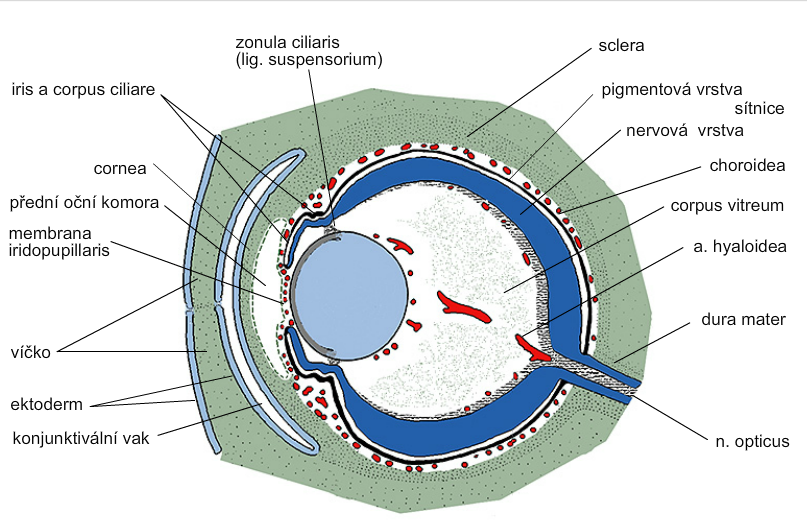 zonula ciliaris
(lig. suspensorium)
iris a corpus ciliare
cornea
přední oční komora
membrana
iridopupillaris
víčko
ektoderm
konjunktivální vak
sclera
pigmentová vrstva
sítnice
nervová vrstva
choroidea
corpus vitreum
a. hyaloidea
dura mater
n. opticus